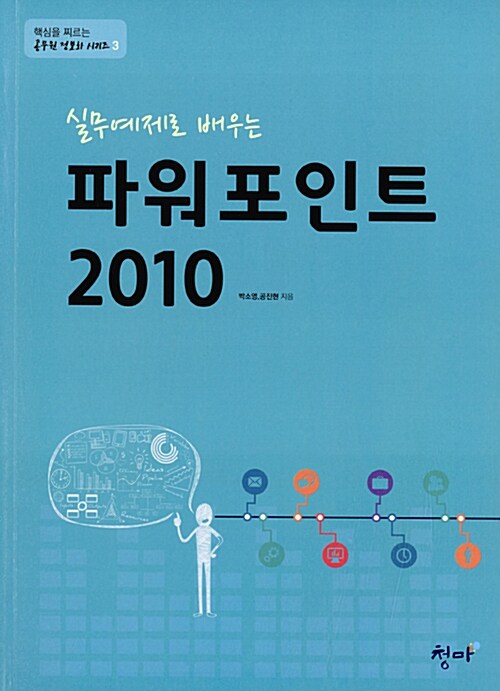 핵심을 찌르는
공무원 정보화 시리즈 3
실무예제로 배우는
파워포인트
2010
박소영, 공진현 지음
Ideas
청마